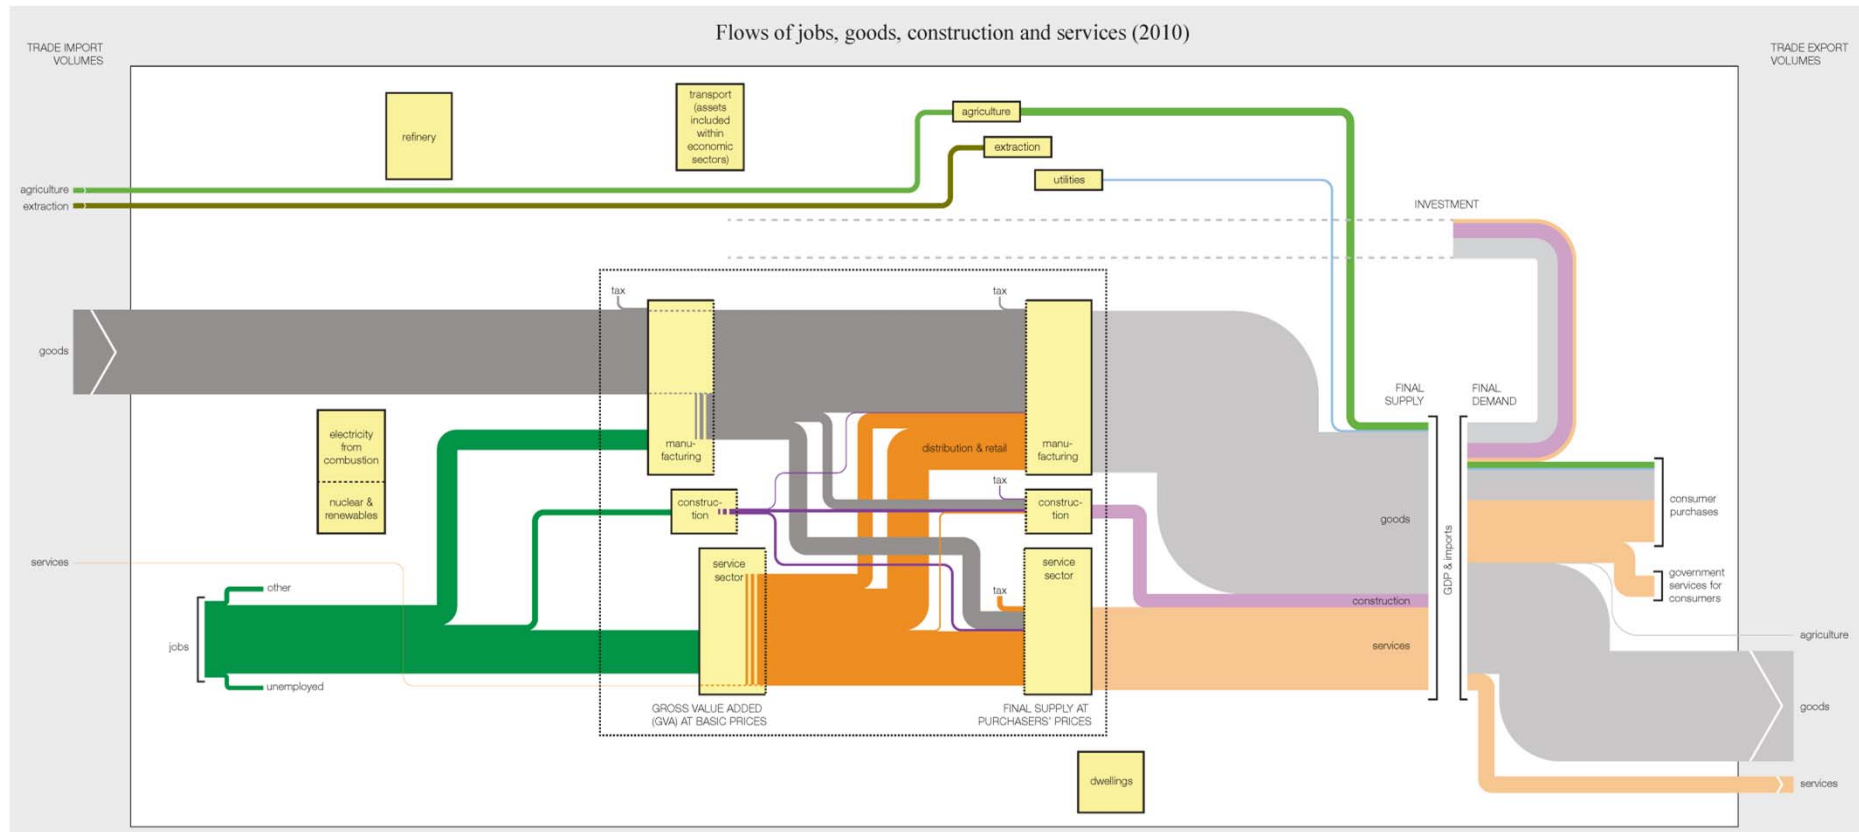 Flows of jobs, goods, construction and services (2010)
TRADE IMPORT
VOLUMES
TRADE EXPORT
VOLUMES
refinery
transport
(assets
included
within
economic
sectors)
agriculture
extraction
utilities
agriculture
extraction
INVESTMENT
tax
tax
goods
manu-
facturing
distribution & retail
manu-
facturing
FINAL
SUPPLY
FINAL
DEMAND
electricity
from
combustion
nuclear &
renewables
construc-
tion
tax
construc-
tion
goods
GDP & imports
consumer
purchases
services
service
sector
service
sector
tax
government
services for
consumers
other
jobs
unemployed
construction
services
agriculture
goods
services
GROSS VALUE ADDED
(GVA) AT BASIC PRICES
FINAL SUPPLY AT
PURCHASERS' PRICES
dwellings